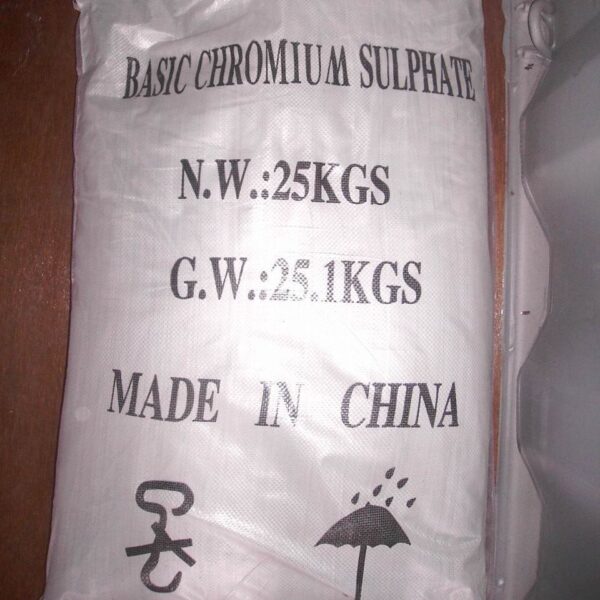 BASIC CHROMIUM SULPHATE
N.W.:25KGS
G.W.:25.1KGS
MADE IN CHINA